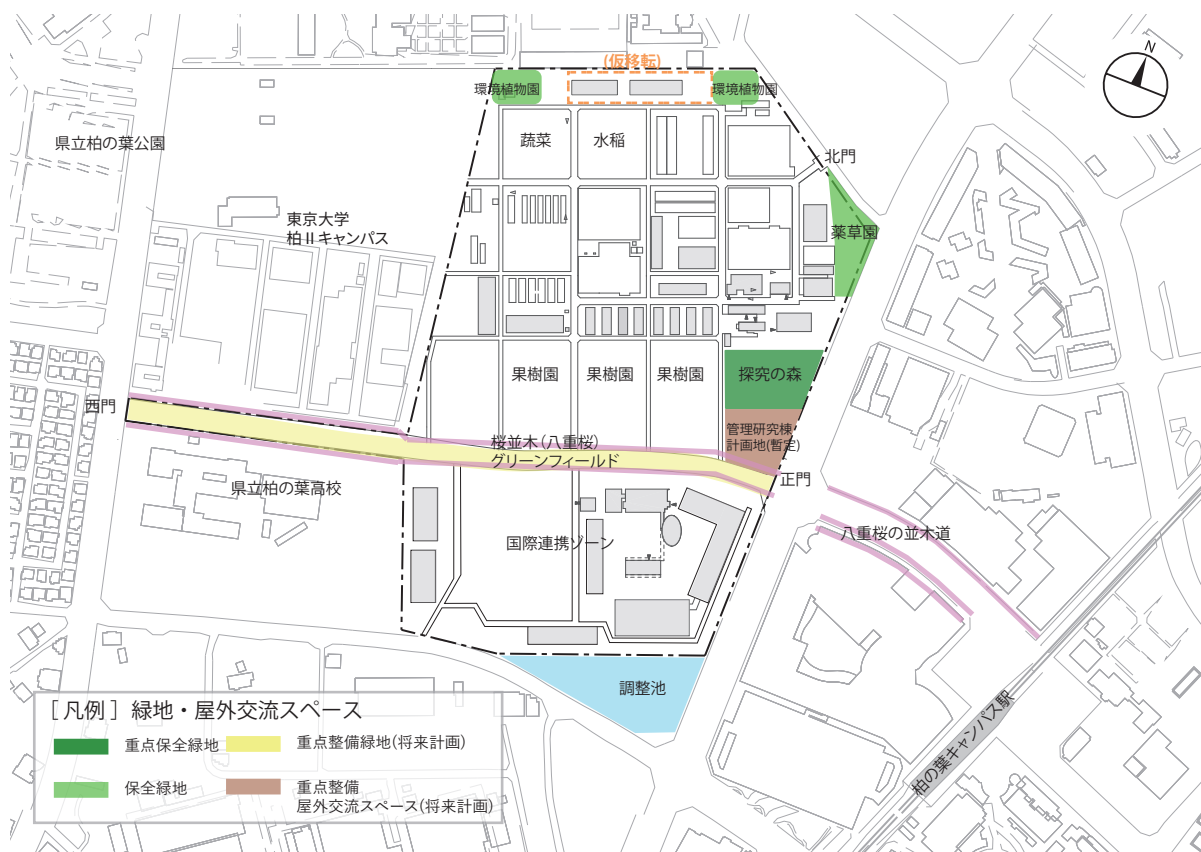 (仮移転)
環境植物園
環境植物園
N
県立柏の葉公園
蔬菜
水稲
北門
東京大学
柏Ⅱキャンパス
薬草園
果樹園
果樹園
果樹園
探究の森
西門
管理研究棟
計画地(暫定)
桜並木(八重桜)
グリーンフィールド
正門
県立柏の葉高校
国際連携ゾーン
八重桜の並木道
調整池
柏の葉キャンパス駅
[凡例] 緑地・屋外交流スペース
重点保全緑地
重点整備緑地(将来計画)
保全緑地
重点整備
屋外交流スペース(将来計画)